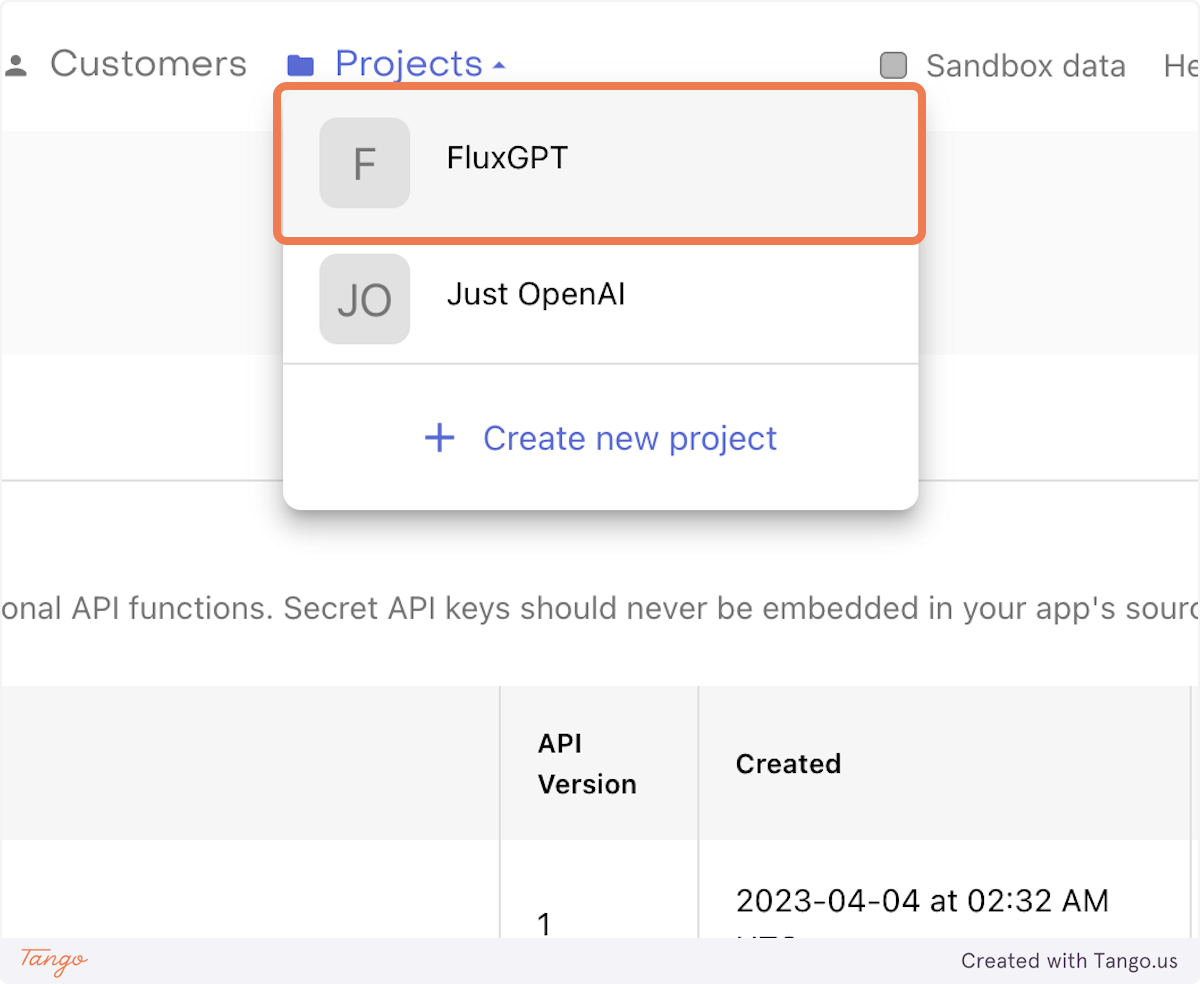 Customers Projects Sandbox data He
F FluxGPT
JO Just OpenAI
+ Create new project
onal API functions. Secret API keys should never be embedded in your app's sourc
API
Version
Created
1
2023-04-04 at 02:32 AM
Tango
Created with Tango.us